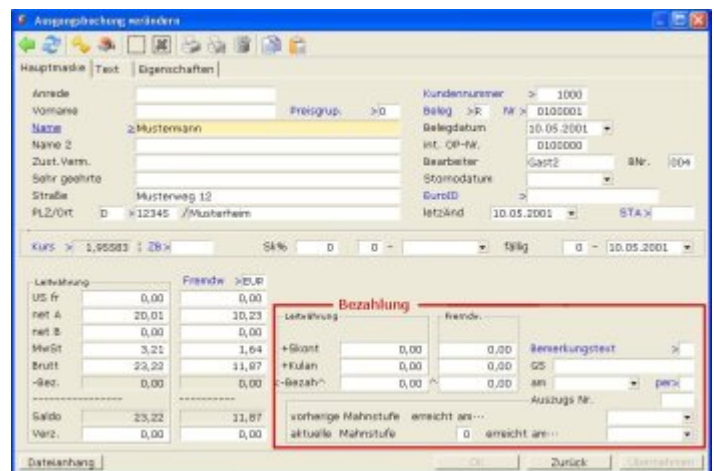 Ausgangsbuchung verändern
Hauptmaske Text Eigenschaften
Anrede Kundennummer > 1000
Vorname Preisgrup. >0 Beleg >R Nr > 0100001
Name >Mustermann Belegdatum 10.05.2001
Name 2 int. OP-Nr. 0100000
Zust.Verm. Bearbeiter Gast2 BNr. 004
Sehr geehrte Stornodatum
Straße Musterweg 12 EuroID >
PLZ/Ort D >12345 /Musterheim letzÄnd 10.05.2001 STA>
Kurs > 1,95583 : ZB> Sk% 0 0 - fällig 0 - 10.05.2001
Leitwährung Fremdw >EUR
US fr 0,00 0,00
net A 20,01 10,23
net B 0,00 0,00
MwSt 3,21 1,64
Brutt 23,22 11,87
-Bez. 0,00 0,00
Saldo 23,22 11,87
Verz. 0,00 0,00
Bezahlung
Leitwährung Fremdw.
+Skont 0,00 0,00 Bemerkungstext >
+Kulan 0,00 0,00 GS
<-Bezah^ 0,00 ^ 0,00 am per>
Auszugs Nr.
vorherige Mahnstufe erreicht am...
aktuelle Mahnstufe 0 erreicht am...
Dateianhang OK Zurück Übernehmen